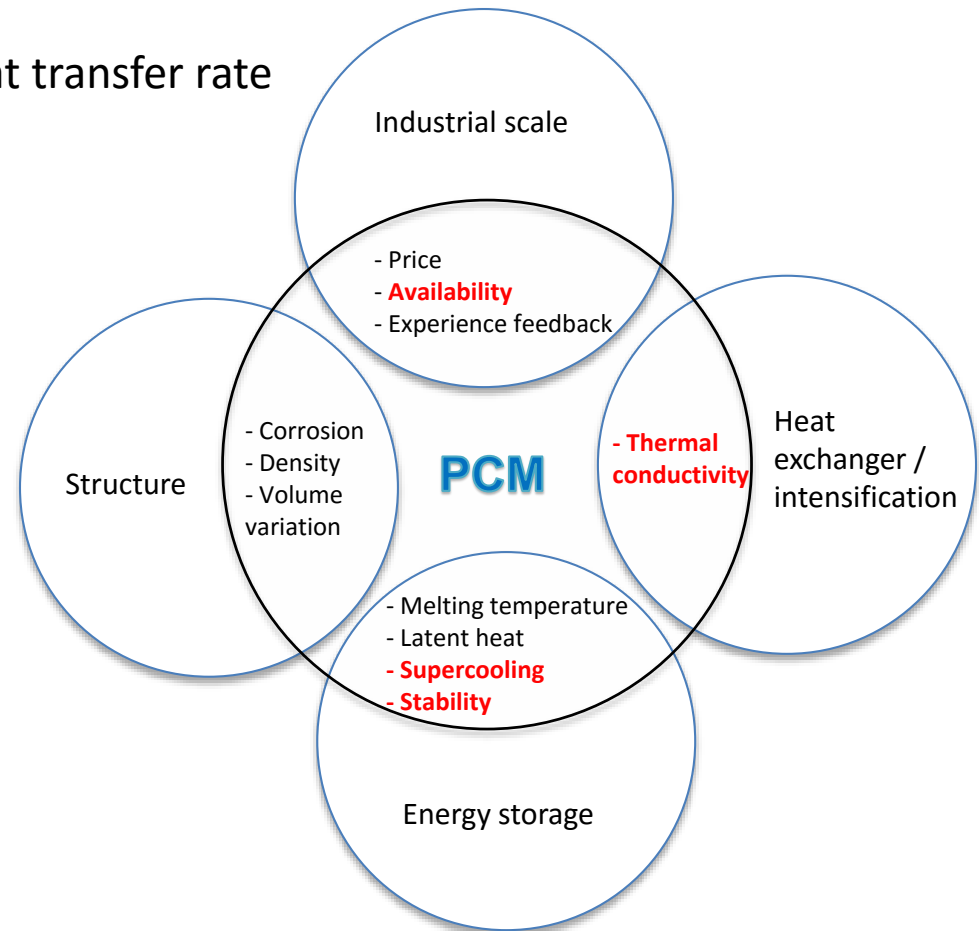 t transfer rate
Industrial scale
- Price
- Availability
- Experience feedback
- Corrosion
- Density
- Volume
variation
Structure
PCM
- Thermal
conductivity
Heat
exchanger /
intensification
- Melting temperature
- Latent heat
- Supercooling
- Stability
Energy storage